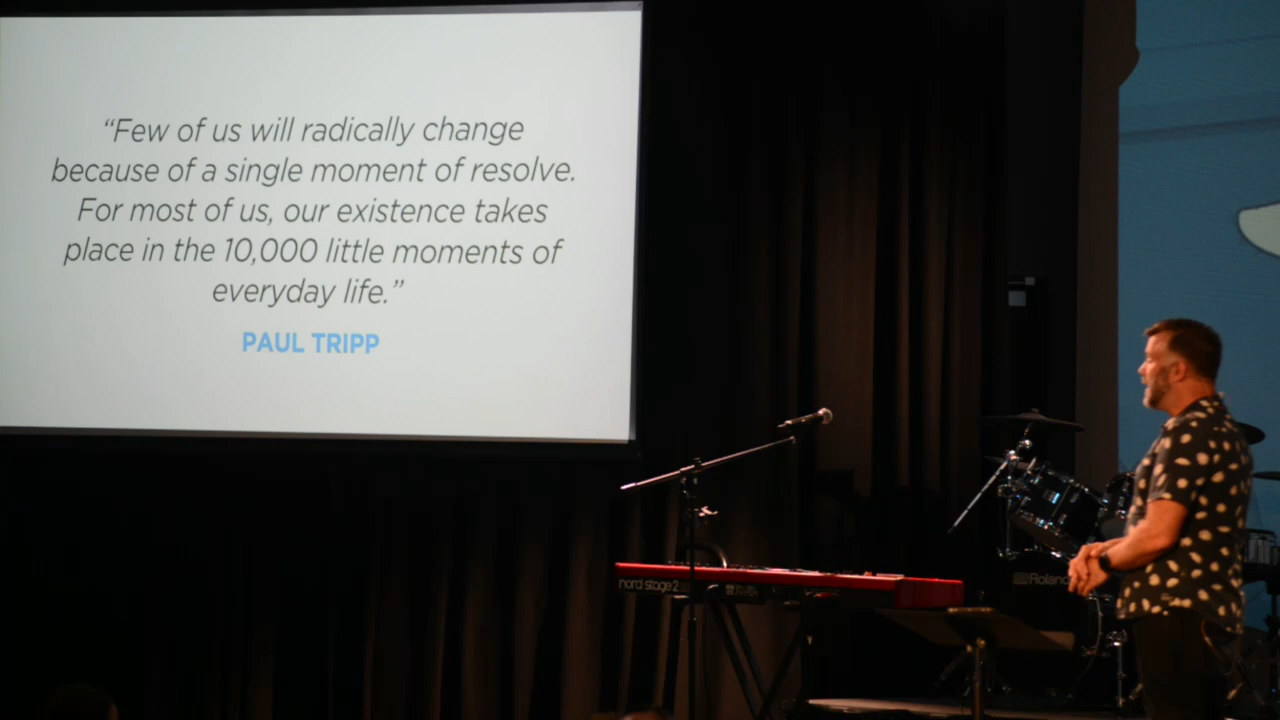 “Few of us will radically change
because of a single moment of resolve.
For most of us, our existence takes
place in the 10,000 little moments of
everyday life.”
PAUL TRIPP
nord stage 2
Roland